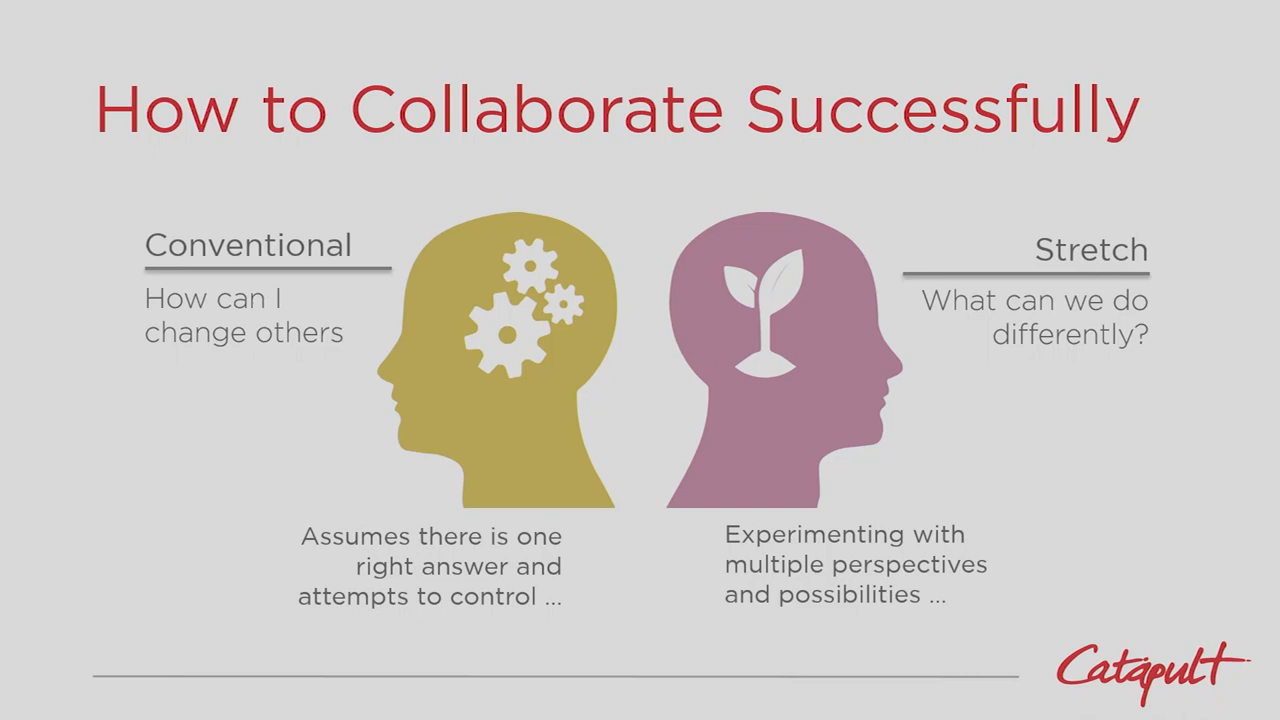 How to Collaborate Successfully
Conventional
How can I
change others
Stretch
What can we do
differently?
Assumes there is one
right answer and
attempts to control ...
Experimenting with
multiple perspectives
and possibilities ...
Catapult